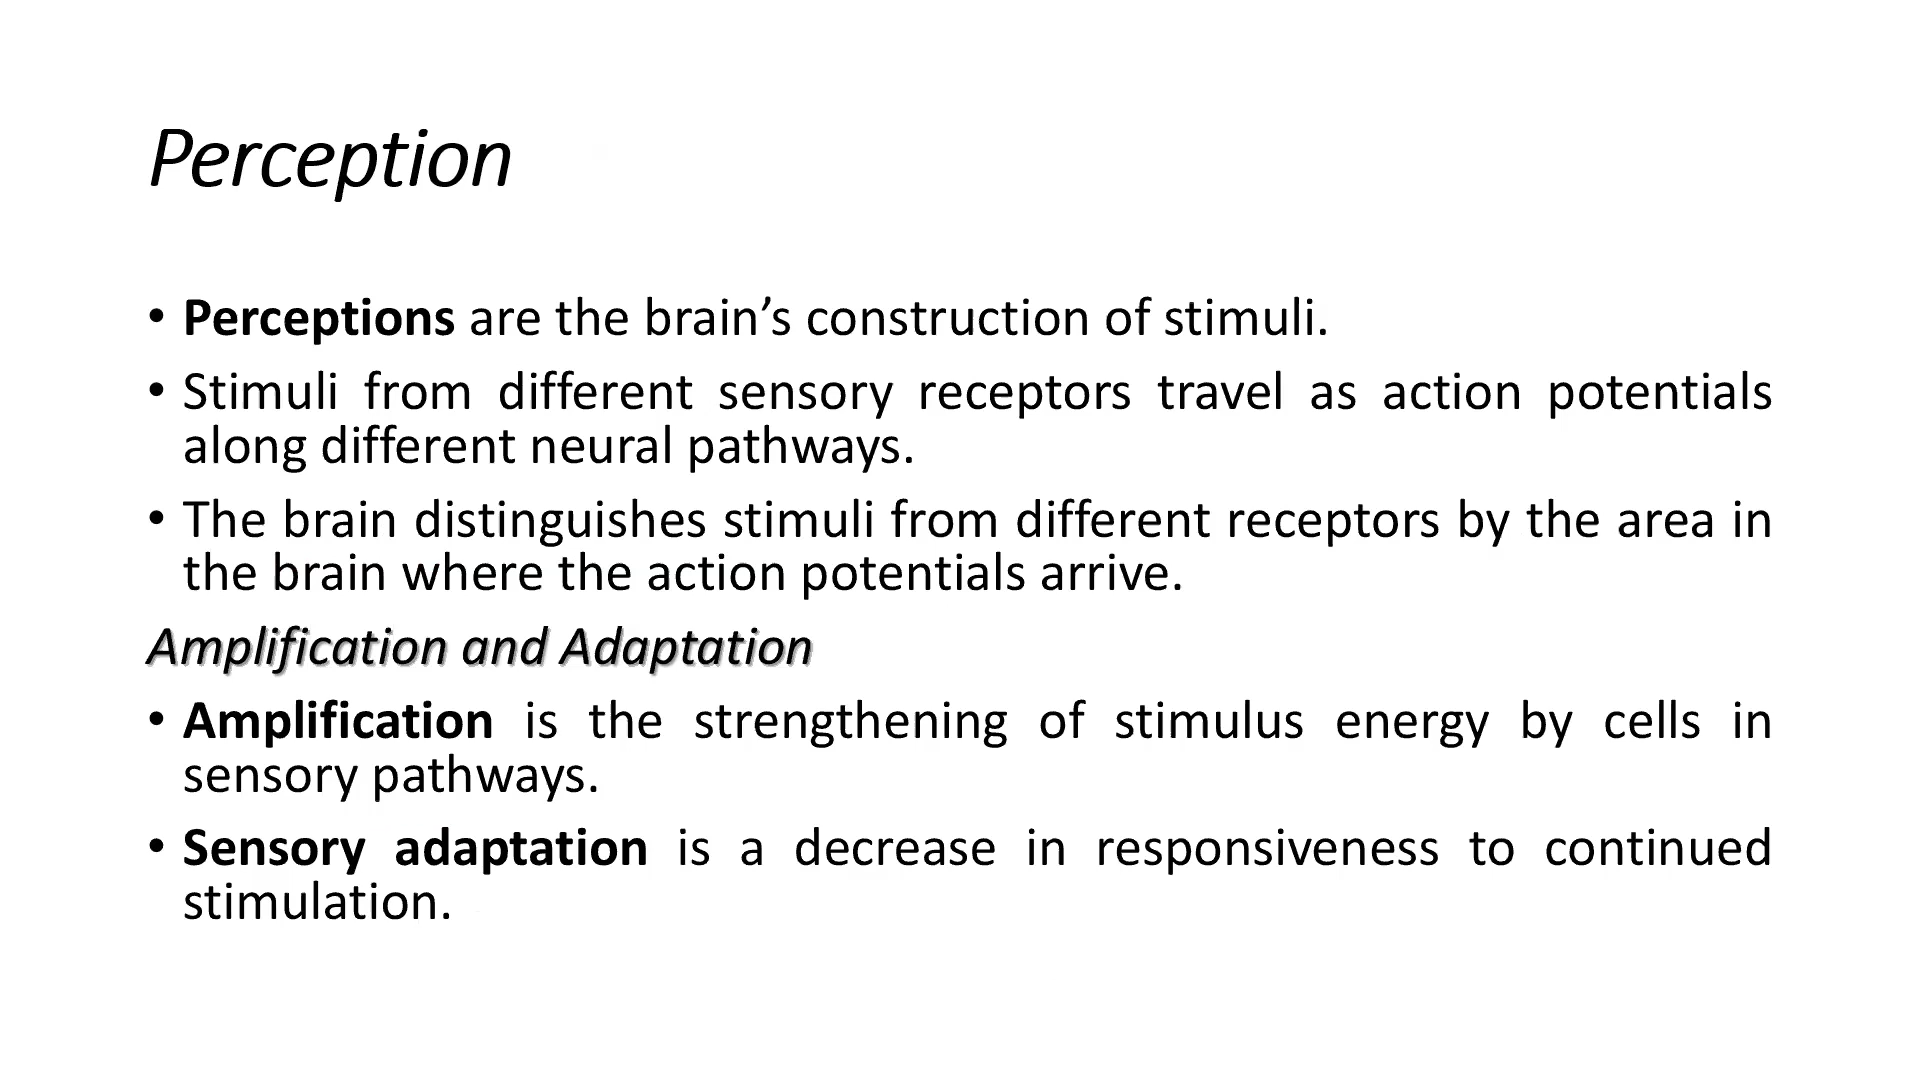 Perception
• Perceptions are the brain’s construction of stimuli.
• Stimuli from different sensory receptors travel as action potentials
along different neural pathways.
• The brain distinguishes stimuli from different receptors by the area in
the brain where the action potentials arrive.
Amplification and Adaptation
• Amplification is the strengthening of stimulus energy by cells in
sensory pathways.
• Sensory adaptation is a decrease in responsiveness to continued
stimulation.